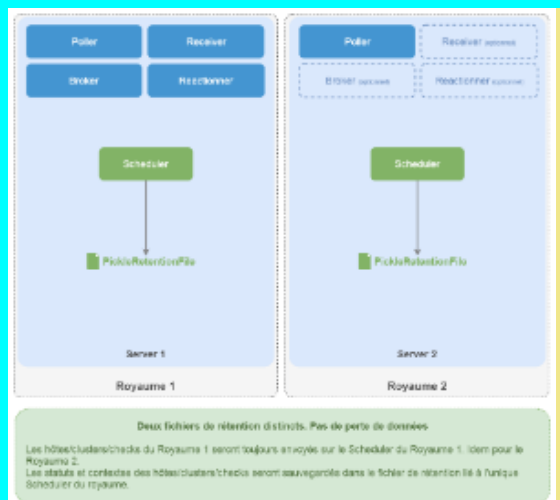 Poller
Receiver
Broker
Reactionner
Scheduler
PickleRetentionFile
Server 1
Royaume 1
Poller
Receiver (optionnel)
Broker (optionnel)
Reactionner (optionnel)
Scheduler
PickleRetentionFile
Server 2
Royaume 2
Deux fichiers de rétention distincts. Pas de perte de données
Les hôtes/clusters/checks du Royaume 1 seront toujours envoyés sur le Scheduler du Royaume 1. Idem pour le
Royaume 2.
Les statuts et contextes des hôtes/clusters/checks seront sauvegardés dans le fichier de rétention lié à l'unique
Scheduler du royaume.